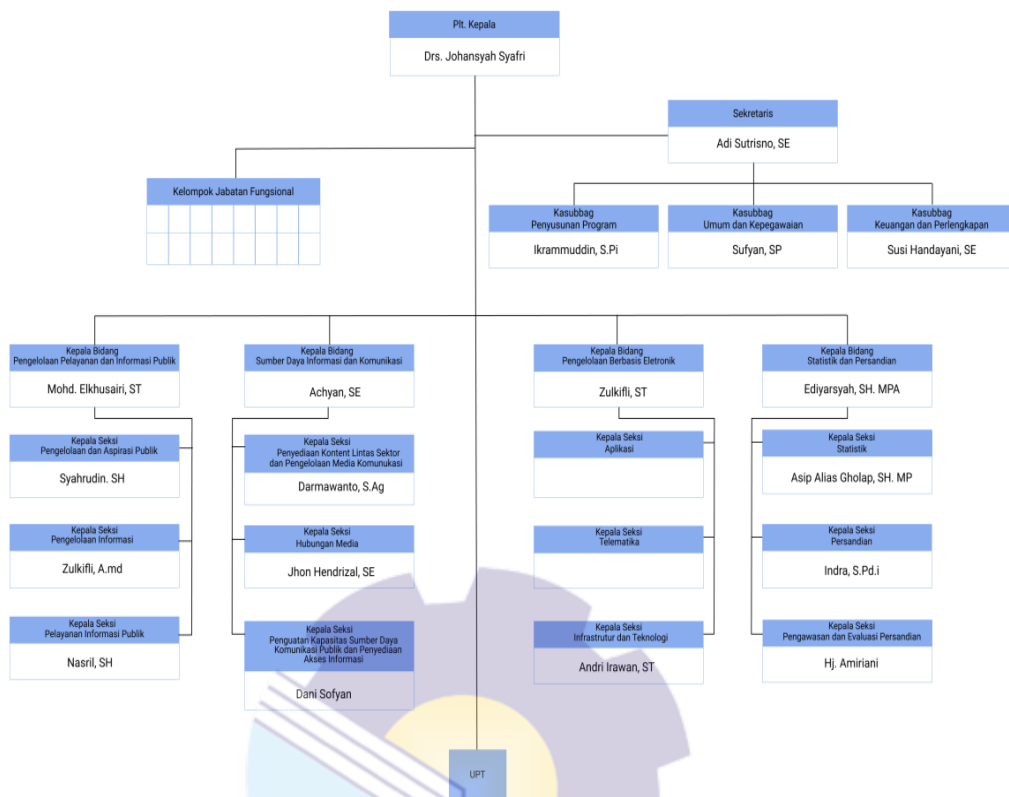 Plt. Kepala
Drs. Johansyah Syafri
Sekretaris
Adi Sutrisno, SE
Kelompok Jabatan Fungsional
Kasubbag
Penyusunan Program
Ikrammuddin, S.Pi
Kasubbag
Umum dan Kepegawaian
Sufyan, SP
Kasubbag
Keuangan dan Perlengkapan
Susi Handayani, SE
Kepala Bidang
Pengelolaan Pelayanan dan Informasi Publik
Mohd. Elkhusairi, ST
Kepala Seksi
Pengelolaan dan Aspirasi Publik
Syahrudin. SH
Kepala Seksi
Pengelolaan Informasi
Zulkifli, A.md
Kepala Seksi
Pelayanan Informasi Publik
Nasril, SH
Kepala Bidang
Sumber Daya Informasi dan Komunikasi
Achyan, SE
Kepala Seksi
Penyediaan Kontent Lintas Sektor
dan Pengelolaan Media Komunukasi
Darmawanto, S.Ag
Kepala Seksi
Hubungan Media
Jhon Hendrizal, SE
Kepala Seksi
Penguatan Kapasitas Sumber Daya
Komunikasi Publik dan Penyediaan
Akses Informasi
Dani Sofyan
Kepala Bidang
Pengelolaan Berbasis Eletronik
Zulkifli, ST
Kepala Seksi
Aplikasi
Kepala Seksi
Telematika
Kepala Seksi
Infrastrutur dan Teknologi
Andri Irawan, ST
Kepala Bidang
Statistik dan Persandian
Ediyarsyah, SH. MPA
Kepala Seksi
Statistik
Asip Alias Gholap, SH. MP
Kepala Seksi
Persandian
Indra, S.Pd.i
Kepala Seksi
Pengawasan dan Evaluasi Persandian
Hj. Amiriani
UPT